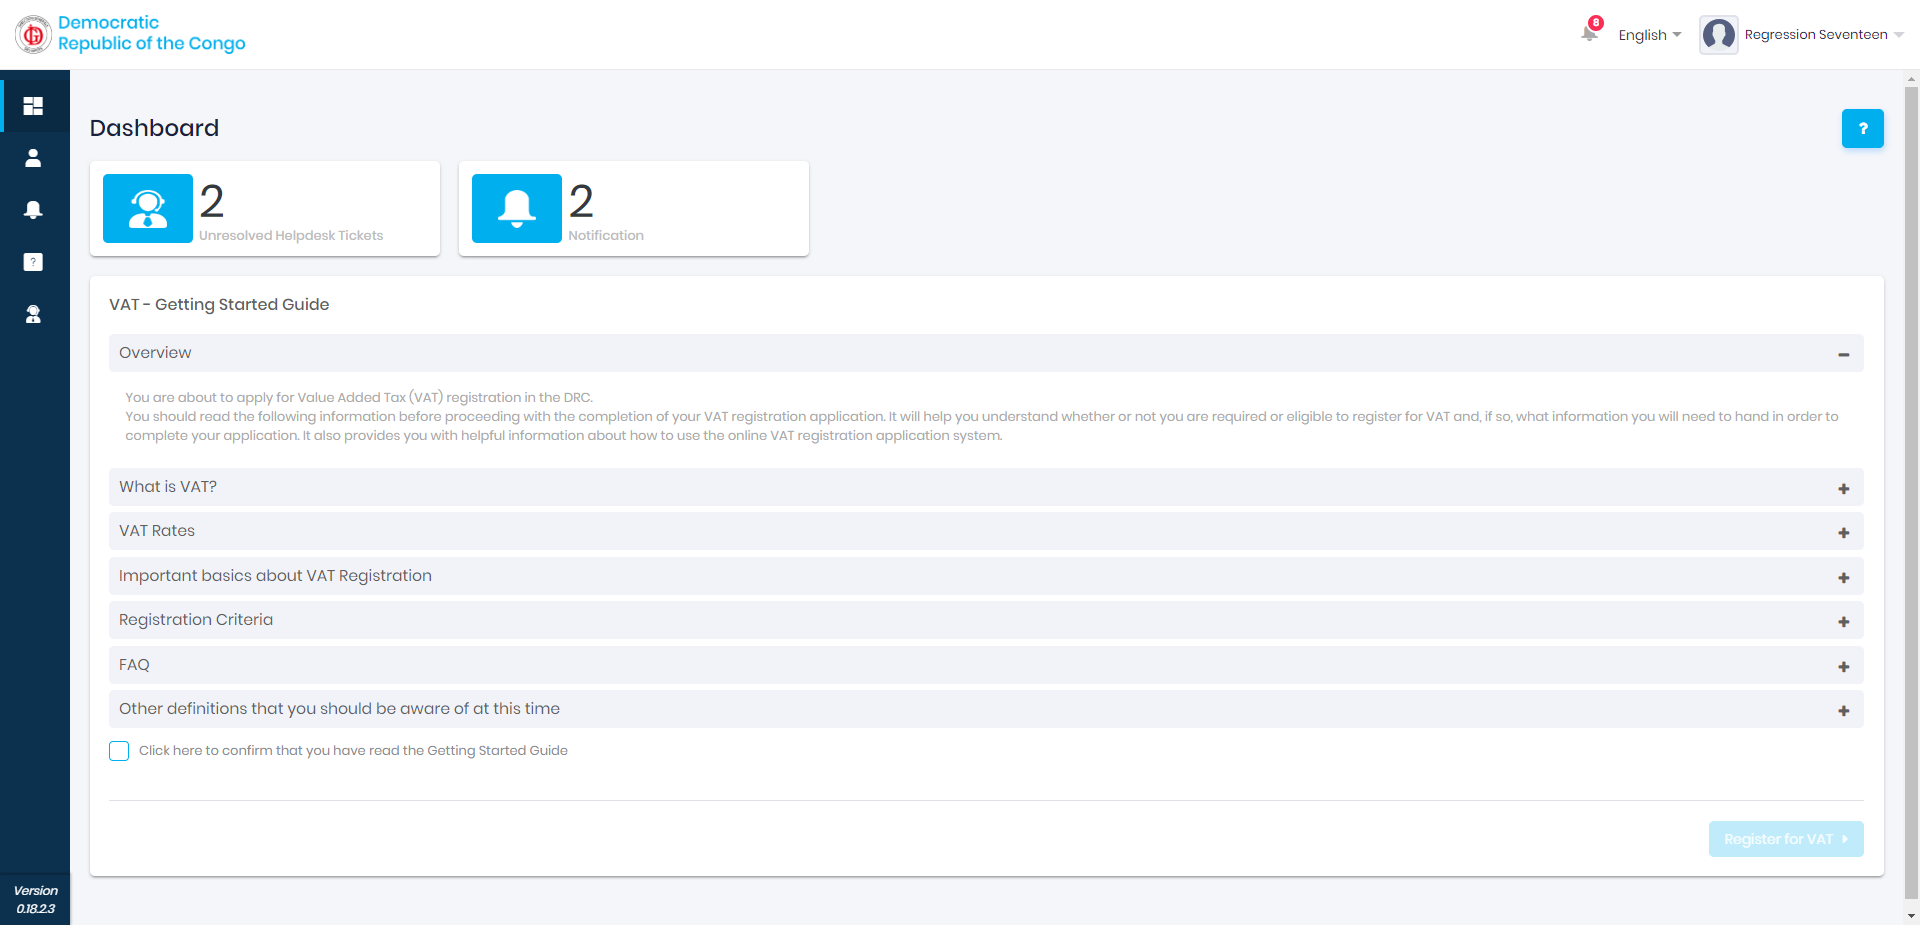 Democratic
Republic of the Congo
8
English
Regression Seventeen
Dashboard
?
2
Unresolved Helpdesk Tickets
2
Notification
?
VAT - Getting Started Guide
Overview
You are about to apply for Value Added Tax (VAT) registration in the DRC.
You should read the following information before proceeding with the completion of your VAT registration application. It will help you understand whether or not you are required or eligible to register for VAT and, if so, what information you will need to hand in order to
complete your application. It also provides you with helpful information about how to use the online VAT registration application system.
What is VAT?
VAT Rates
Important basics about VAT Registration
Registration Criteria
FAQ
Other definitions that you should be aware of at this time
Click here to confirm that you have read the Getting Started Guide
Register for VAT
Version
0.18.2.3